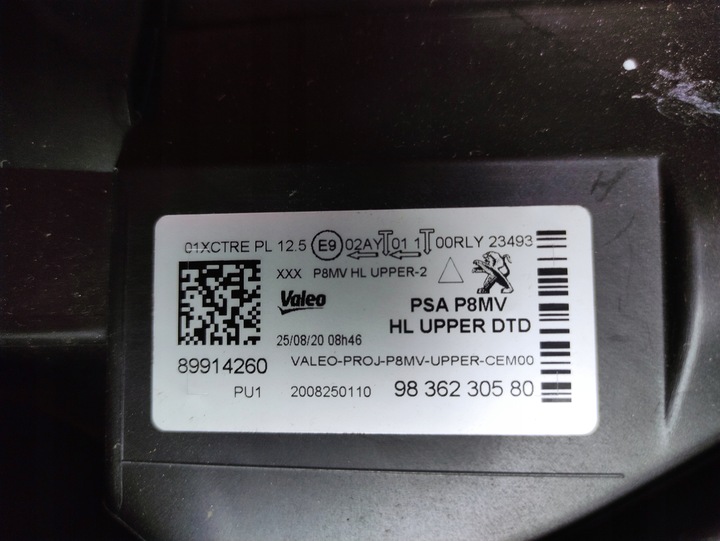 01XCTRE PL 12.5 E9 02AY T 01 1 T 00RLY 23493
XXX P8MV HL UPPER-2
Valeo
PSA P8MV
HL UPPER DTD
25/08/20 08h46
89914260
VALEO-PROJ-P8MV-UPPER-CEM00
PU1 2008250110 98 362 305 80